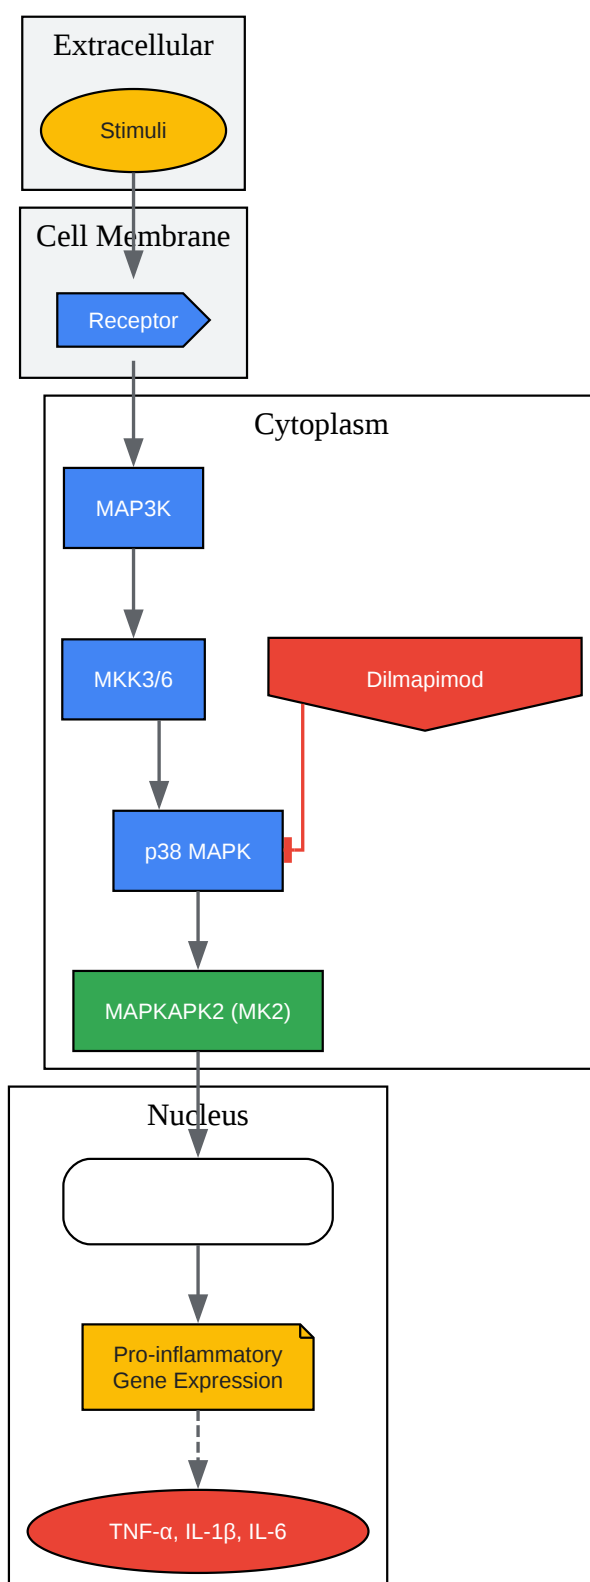 Extracellular
Stimuli
Cell Membrane
Receptor
Cytoplasm
MAP3K
MKK3/6
Dilmapimod
p38 MAPK
MAPKAPK2 (MK2)
Nucleus
Pro-inflammatory
Gene Expression
TNF-α, IL-1β, IL-6